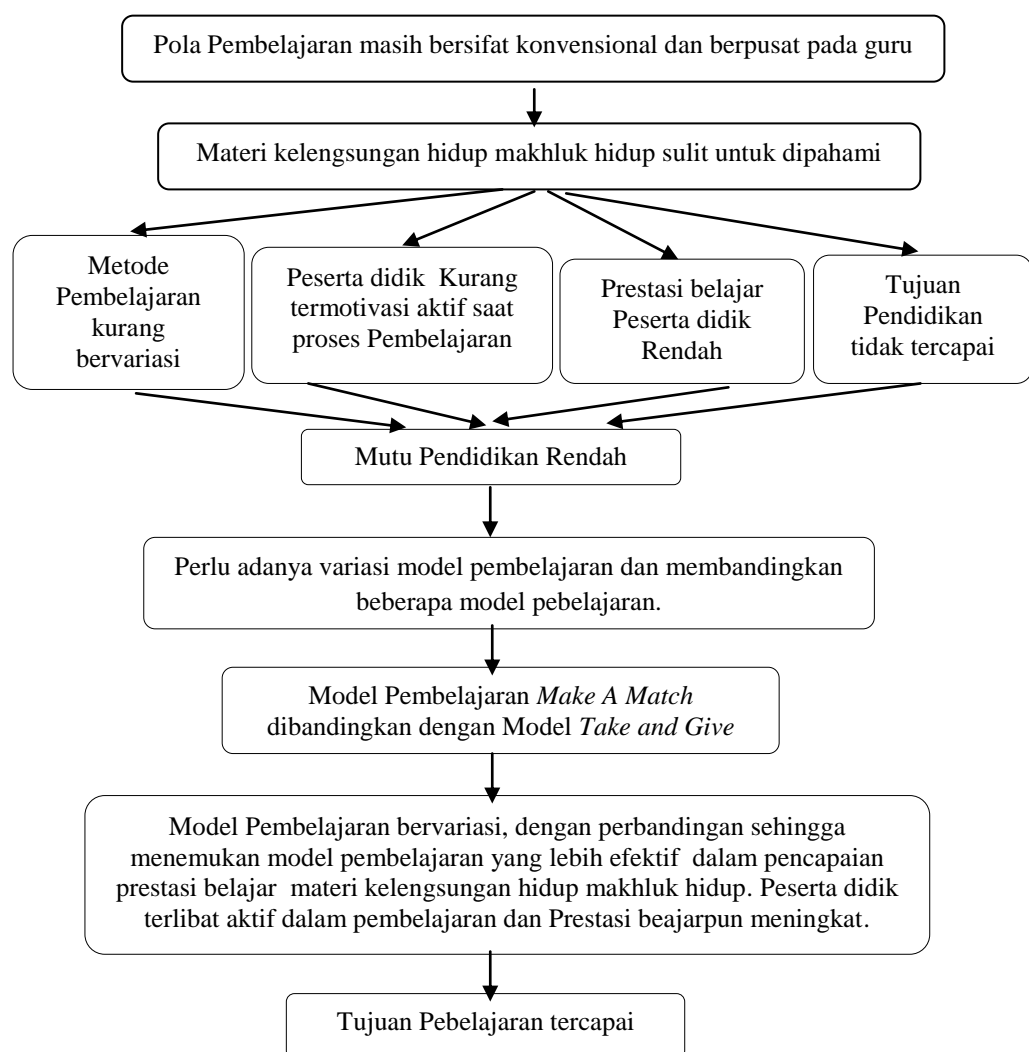 Pola Pembelajaran masih bersifat konvensional dan berpusat pada guru
Materi kelengsungan hidup makhluk hidup sulit untuk dipahami
Metode
Pembelajaran
kurang
bervariasi
Peserta didik Kurang
termotivasi aktif saat
proses Pembelajaran
Prestasi belajar
Peserta didik
Rendah
Tujuan
Pendidikan
tidak tercapai
Mutu Pendidikan Rendah
Perlu adanya variasi model pembelajaran dan membandingkan
beberapa model pebelajaran.
Model Pembelajaran Make A Match
dibandingkan dengan Model Take and Give
Model Pembelajaran bervariasi, dengan perbandingan sehingga
menemukan model pembelajaran yang lebih efektif dalam pencapaian
prestasi belajar materi kelengsungan hidup makhluk hidup. Peserta didik
terlibat aktif dalam pembelajaran dan Prestasi beajarpun meningkat.
Tujuan Pebelajaran tercapai